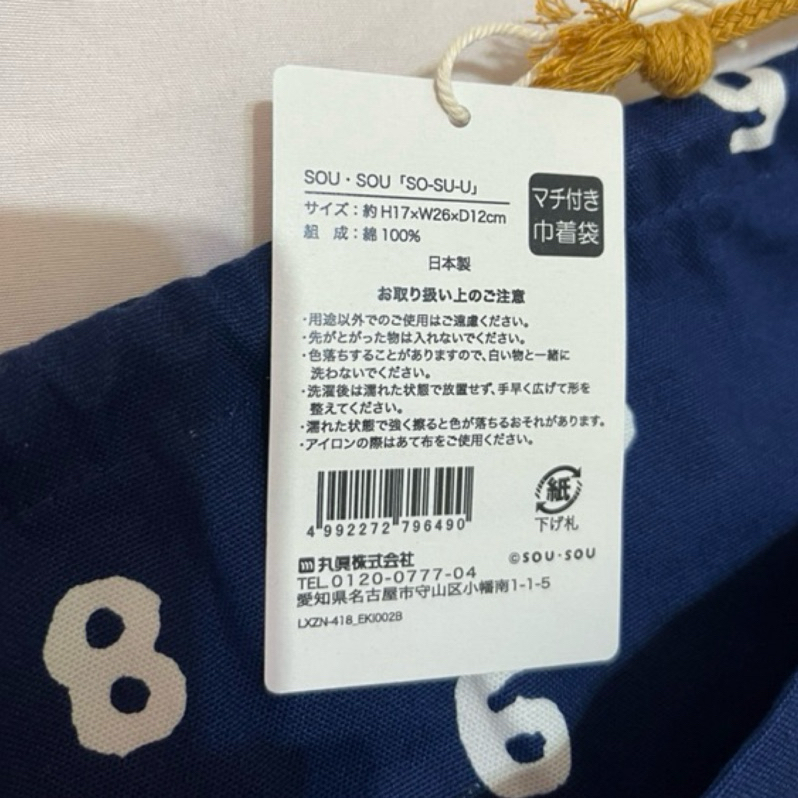 9
SOU・SOU「SO-SU-U」
マチ付き
巾着袋
サイズ：約H17×W26×D12cm
組　成：綿100%
日本製
お取り扱い上のご注意
・用途以外でのご使用はご遠慮ください。
・先がとがった物は入れないでください。
・色落ちすることがありますので、白い物と一緒に
洗わないでください。
・洗濯後は濡れた状態で放置せず、手早く広げて形を
整えてください。
・濡れた状態で強く擦ると色が落ちるおそれがあります。
・アイロンの際はあて布をご使用ください。
4 992272 796490
紙
下げ札
丸眞株式会社
©SOU・SOU
TEL.0120-0777-04
愛知県名古屋市守山区小幡南1-1-5
LXZN-418_EKI002B
8
6